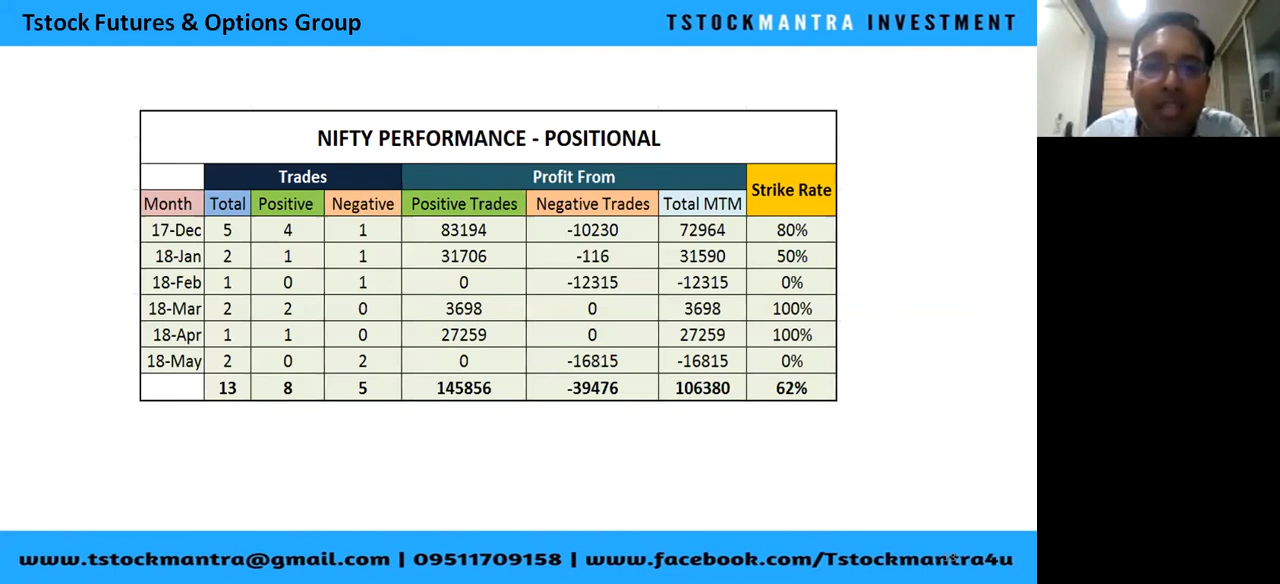 Tstock Futures & Options Group
TSTOCKMANTRA INVESTMENT
NIFTY PERFORMANCE - POSITIONAL
Trades Profit From Strike Rate
Month Total Positive Negative Positive Trades Negative Trades Total MTM
17-Dec 5 4 1 83194 -10230 72964 80%
18-Jan 2 1 1 31706 -116 31590 50%
18-Feb 1 0 1 0 -12315 -12315 0%
18-Mar 2 2 0 3698 0 3698 100%
18-Apr 1 1 0 27259 0 27259 100%
18-May 2 0 2 0 -16815 -16815 0%
13 8 5 145856 -39476 106380 62%
www.tstockmantra@gmail.com | 09511709158 | www.facebook.com/Tstockmantra4u